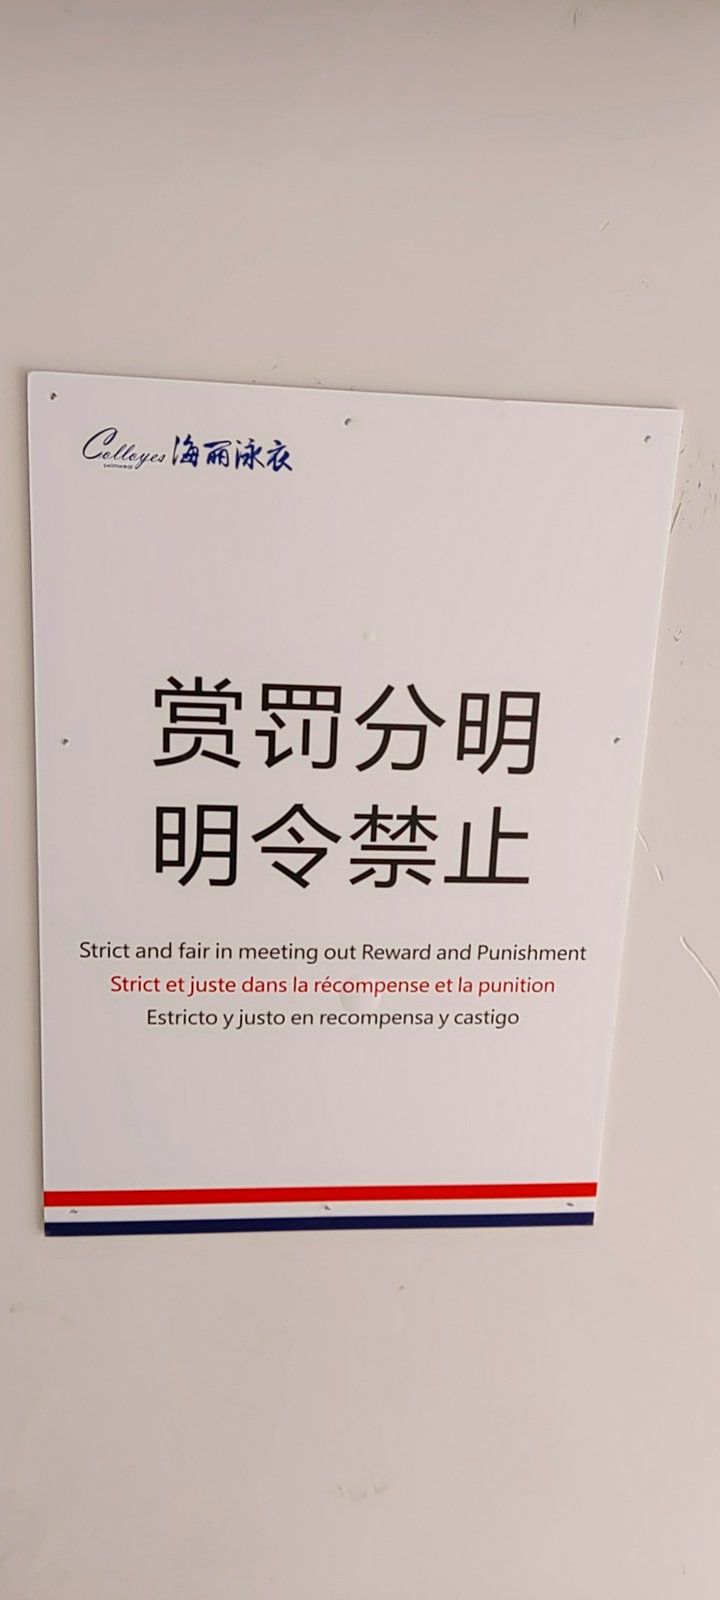 Colloyes 海丽泳衣
swimwear
赏罚分明
明令禁止
Strict and fair in meeting out Reward and Punishment
Strict et juste dans la récompense et la punition
Estricto y justo en recompensa y castigo